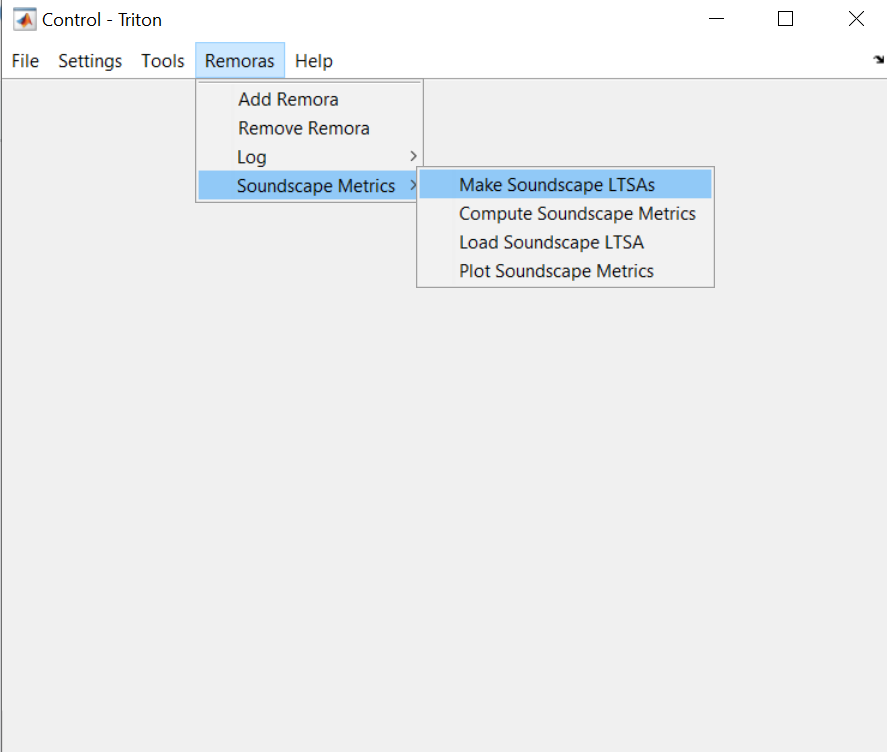 Control - Triton
File Settings Tools Remoras Help
Add Remora
Remove Remora
Log
Soundscape Metrics
Make Soundscape LTSAs
Compute Soundscape Metrics
Load Soundscape LTSA
Plot Soundscape Metrics